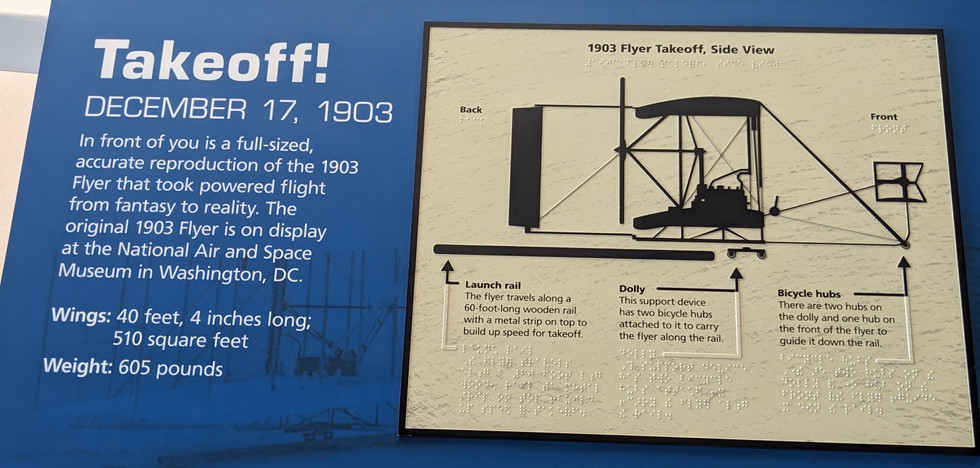 Takeoff!
DECEMBER 17, 1903
In front of you is a full-sized,
accurate reproduction of the 1903
Flyer that took powered flight
from fantasy to reality. The
original 1903 Flyer is on display
at the National Air and Space
Museum in Washington, DC.
Wings: 40 feet, 4 inches long;
510 square feet
Weight: 605 pounds
1903 Flyer Takeoff, Side View
Back
Front
Launch rail
The flyer travels along a
60-foot-long wooden rail
with a metal strip on top to
build up speed for takeoff.
Dolly
This support device
has two bicycle hubs
attached to it to carry
the flyer along the rail.
Bicycle hubs
There are two hubs on
the dolly and one hub on
the front of the flyer to
guide it down the rail.